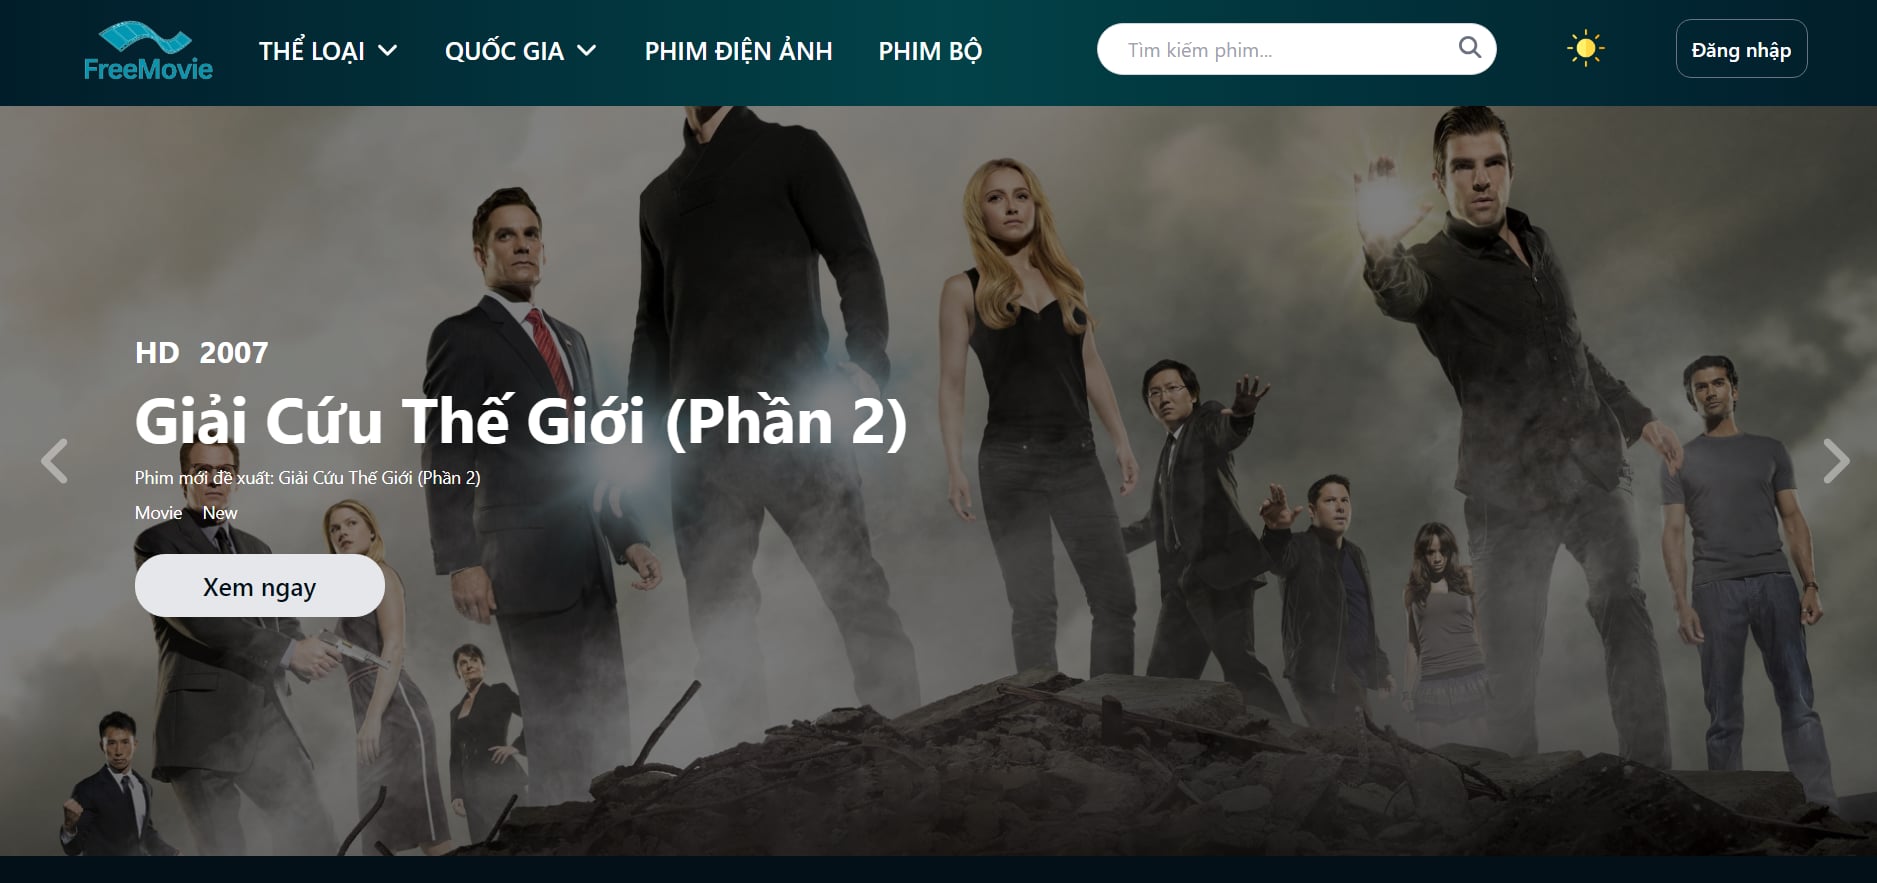 FreeMovie
THỂ LOẠI
QUỐC GIA
PHIM ĐIỆN ẢNH
PHIM BỘ
Tìm kiếm phim...
Đăng nhập
HD 2007
Giải Cứu Thế Giới (Phần 2)
Phim mới đề xuất: Giải Cứu Thế Giới (Phần 2)
Movie New
Xem ngay